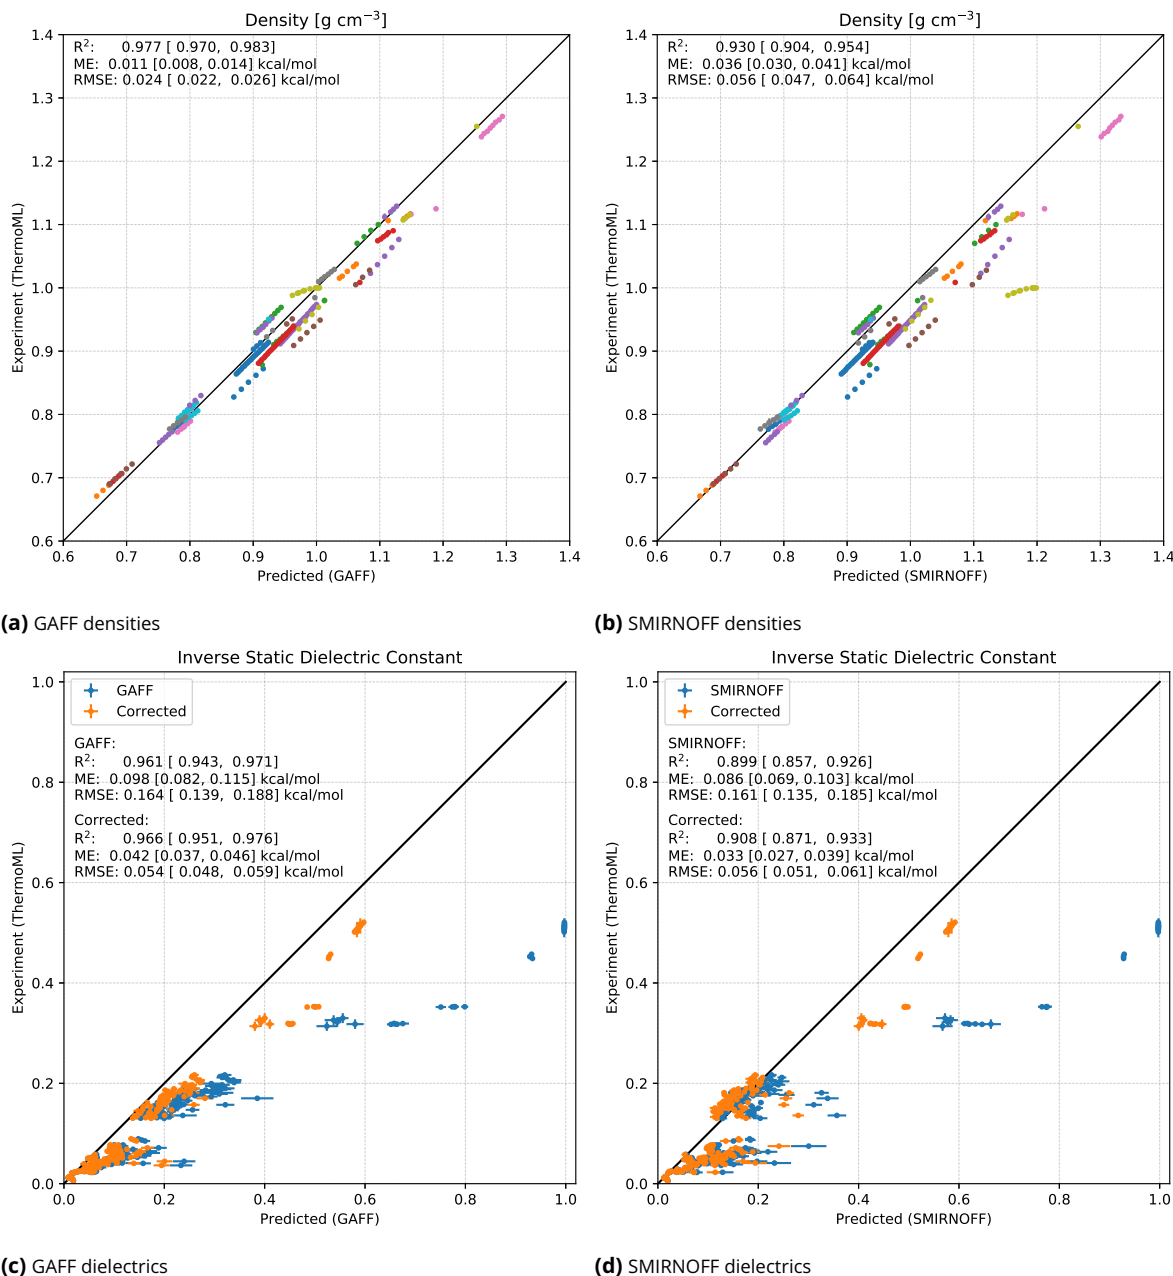 Density [g cm⁻³]
R²: 0.977 [ 0.970, 0.983]
ME: 0.011 [0.008, 0.014] kcal/mol
RMSE: 0.024 [ 0.022, 0.026] kcal/mol
1.4
1.3
1.2
1.1
1.0
0.9
0.8
0.7
0.6
Experiment (ThermoML)
0.6 0.7 0.8 0.9 1.0 1.1 1.2 1.3 1.4
Predicted (GAFF)
(a) GAFF densities
Density [g cm⁻³]
R²: 0.930 [ 0.904, 0.954]
ME: 0.036 [0.030, 0.041] kcal/mol
RMSE: 0.056 [ 0.047, 0.064] kcal/mol
1.4
1.3
1.2
1.1
1.0
0.9
0.8
0.7
0.6
Experiment (ThermoML)
0.6 0.7 0.8 0.9 1.0 1.1 1.2 1.3 1.4
Predicted (SMIRNOFF)
(b) SMIRNOFF densities
Inverse Static Dielectric Constant
GAFF
Corrected
GAFF:
R²: 0.961 [ 0.943, 0.971]
ME: 0.098 [0.082, 0.115] kcal/mol
RMSE: 0.164 [ 0.139, 0.188] kcal/mol
Corrected:
R²: 0.966 [ 0.951, 0.976]
ME: 0.042 [0.037, 0.046] kcal/mol
RMSE: 0.054 [ 0.048, 0.059] kcal/mol
1.0
0.8
0.6
0.4
0.2
0.0
Experiment (ThermoML)
0.0 0.2 0.4 0.6 0.8 1.0
Predicted (GAFF)
(c) GAFF dielectrics
Inverse Static Dielectric Constant
SMIRNOFF
Corrected
SMIRNOFF:
R²: 0.899 [ 0.857, 0.926]
ME: 0.086 [0.069, 0.103] kcal/mol
RMSE: 0.161 [ 0.135, 0.185] kcal/mol
Corrected:
R²: 0.908 [ 0.871, 0.933]
ME: 0.033 [0.027, 0.039] kcal/mol
RMSE: 0.056 [ 0.051, 0.061] kcal/mol
1.0
0.8
0.6
0.4
0.2
0.0
Experiment (ThermoML)
0.0 0.2 0.4 0.6 0.8 1.0
Predicted (SMIRNOFF)
(d) SMIRNOFF dielectrics